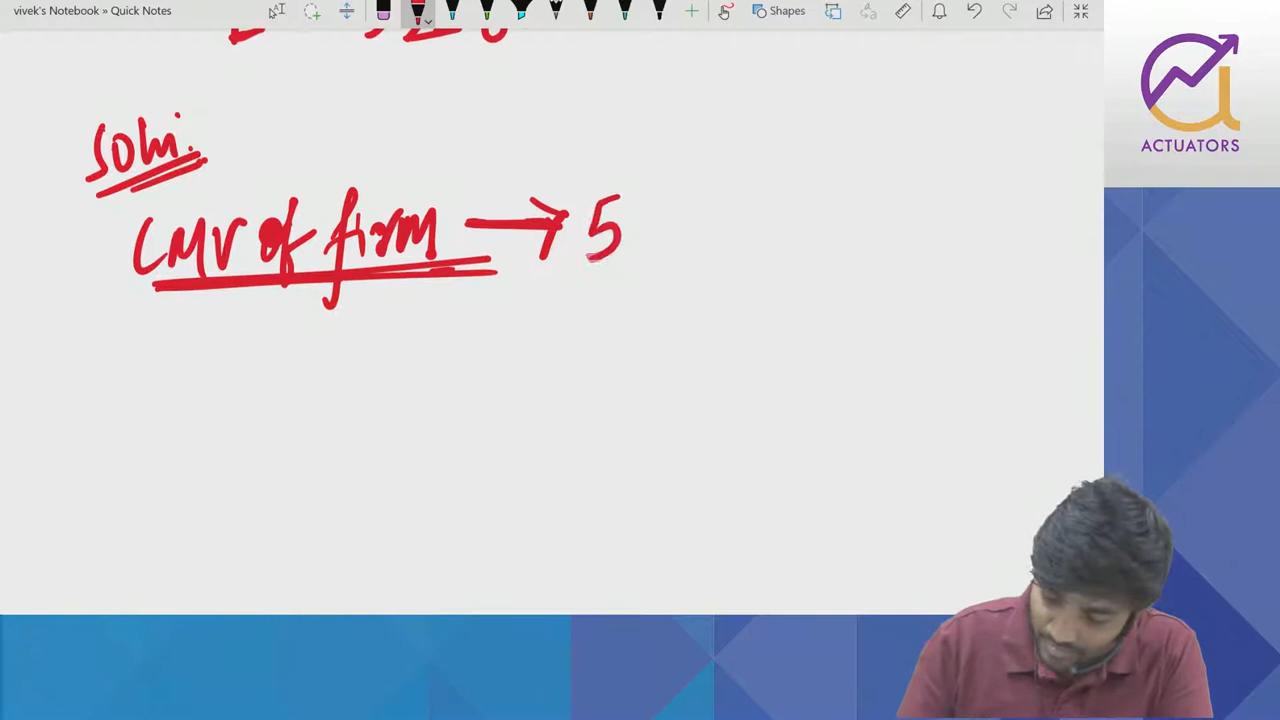 vivek's Notebook » Quick Notes
Shapes
ACTUATORS
Soln:
CMV of firm → 5